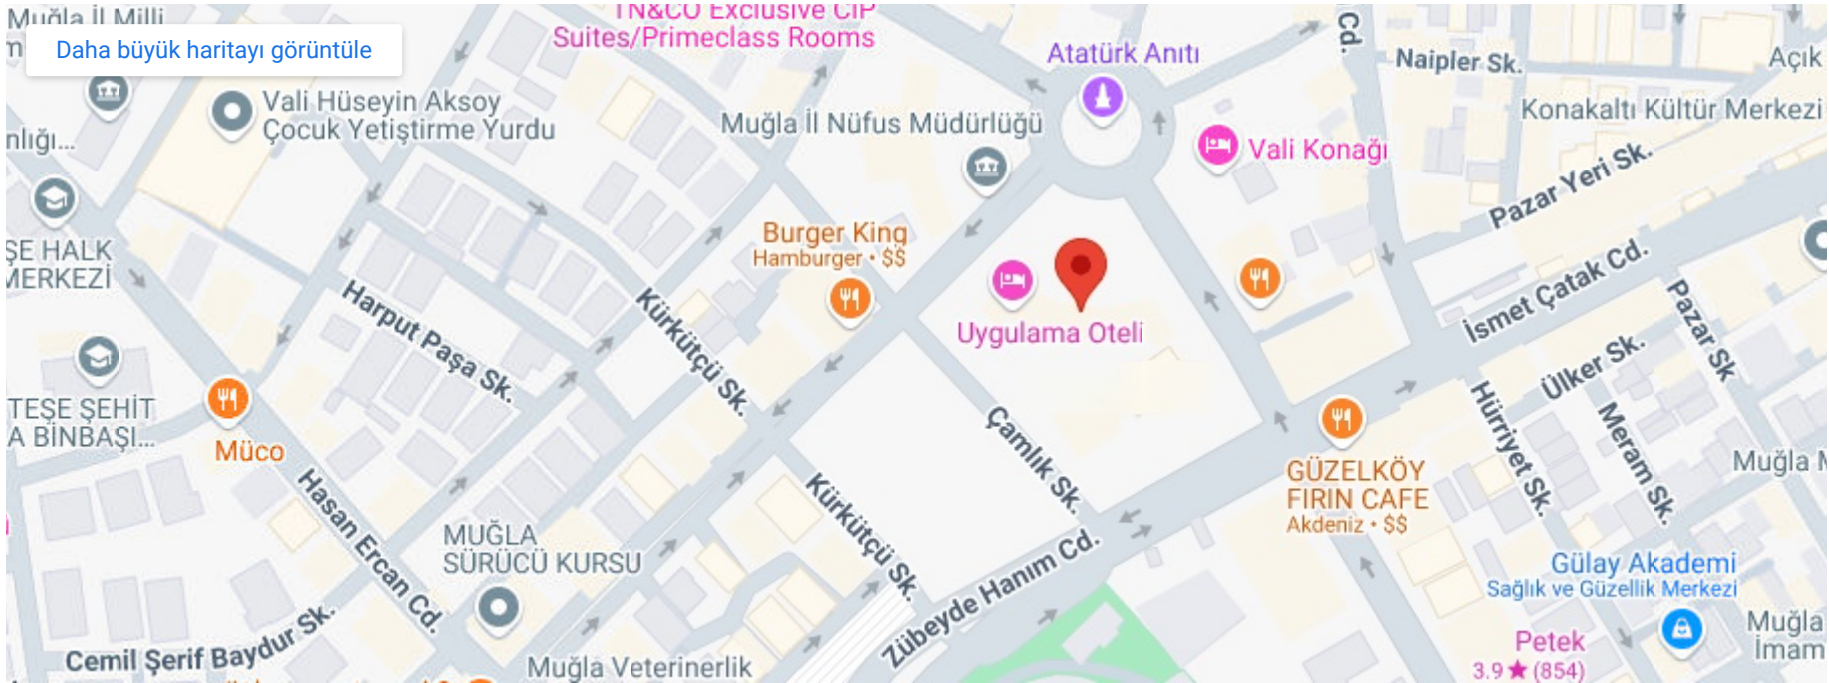 Muğla İl Milli
Daha büyük haritayı görüntüle
TN&CO Exclusive CIP
Suites/Primeclass Rooms
Atatürk Anıtı
Cd.
Naipler Sk.
Açık
Vali Hüseyin Aksoy
Çocuk Yetiştirme Yurdu
nlığı...
Muğla İl Nüfus Müdürlüğü
Vali Konağı
Konakaltı Kültür Merkezi
Pazar Yeri Sk.
ŞE HALK
MERKEZİ
Burger King
Hamburger • $$
Harput Paşa Sk.
Kürkütçü Sk.
Uygulama Oteli
İsmet Çatak Cd.
Pazar Sk
Ülker Sk.
TEŞE ŞEHİT
A BİNBAŞI...
Müco
Çamlık Sk.
Hürriyet Sk.
Meram Sk.
GÜZELKÖY
FIRIN CAFE
Akdeniz • $$
Muğla
Hasan Ercan Cd.
MUĞLA
SÜRÜCÜ KURSU
Kürkütçü Sk.
Zübeyde Hanım Cd.
Gülay Akademi
Sağlık ve Güzellik Merkezi
Cemil Şerif Baydur Sk.
Muğla Veterinerlik
Petek
3.9 ★ (854)
Muğla
İmam